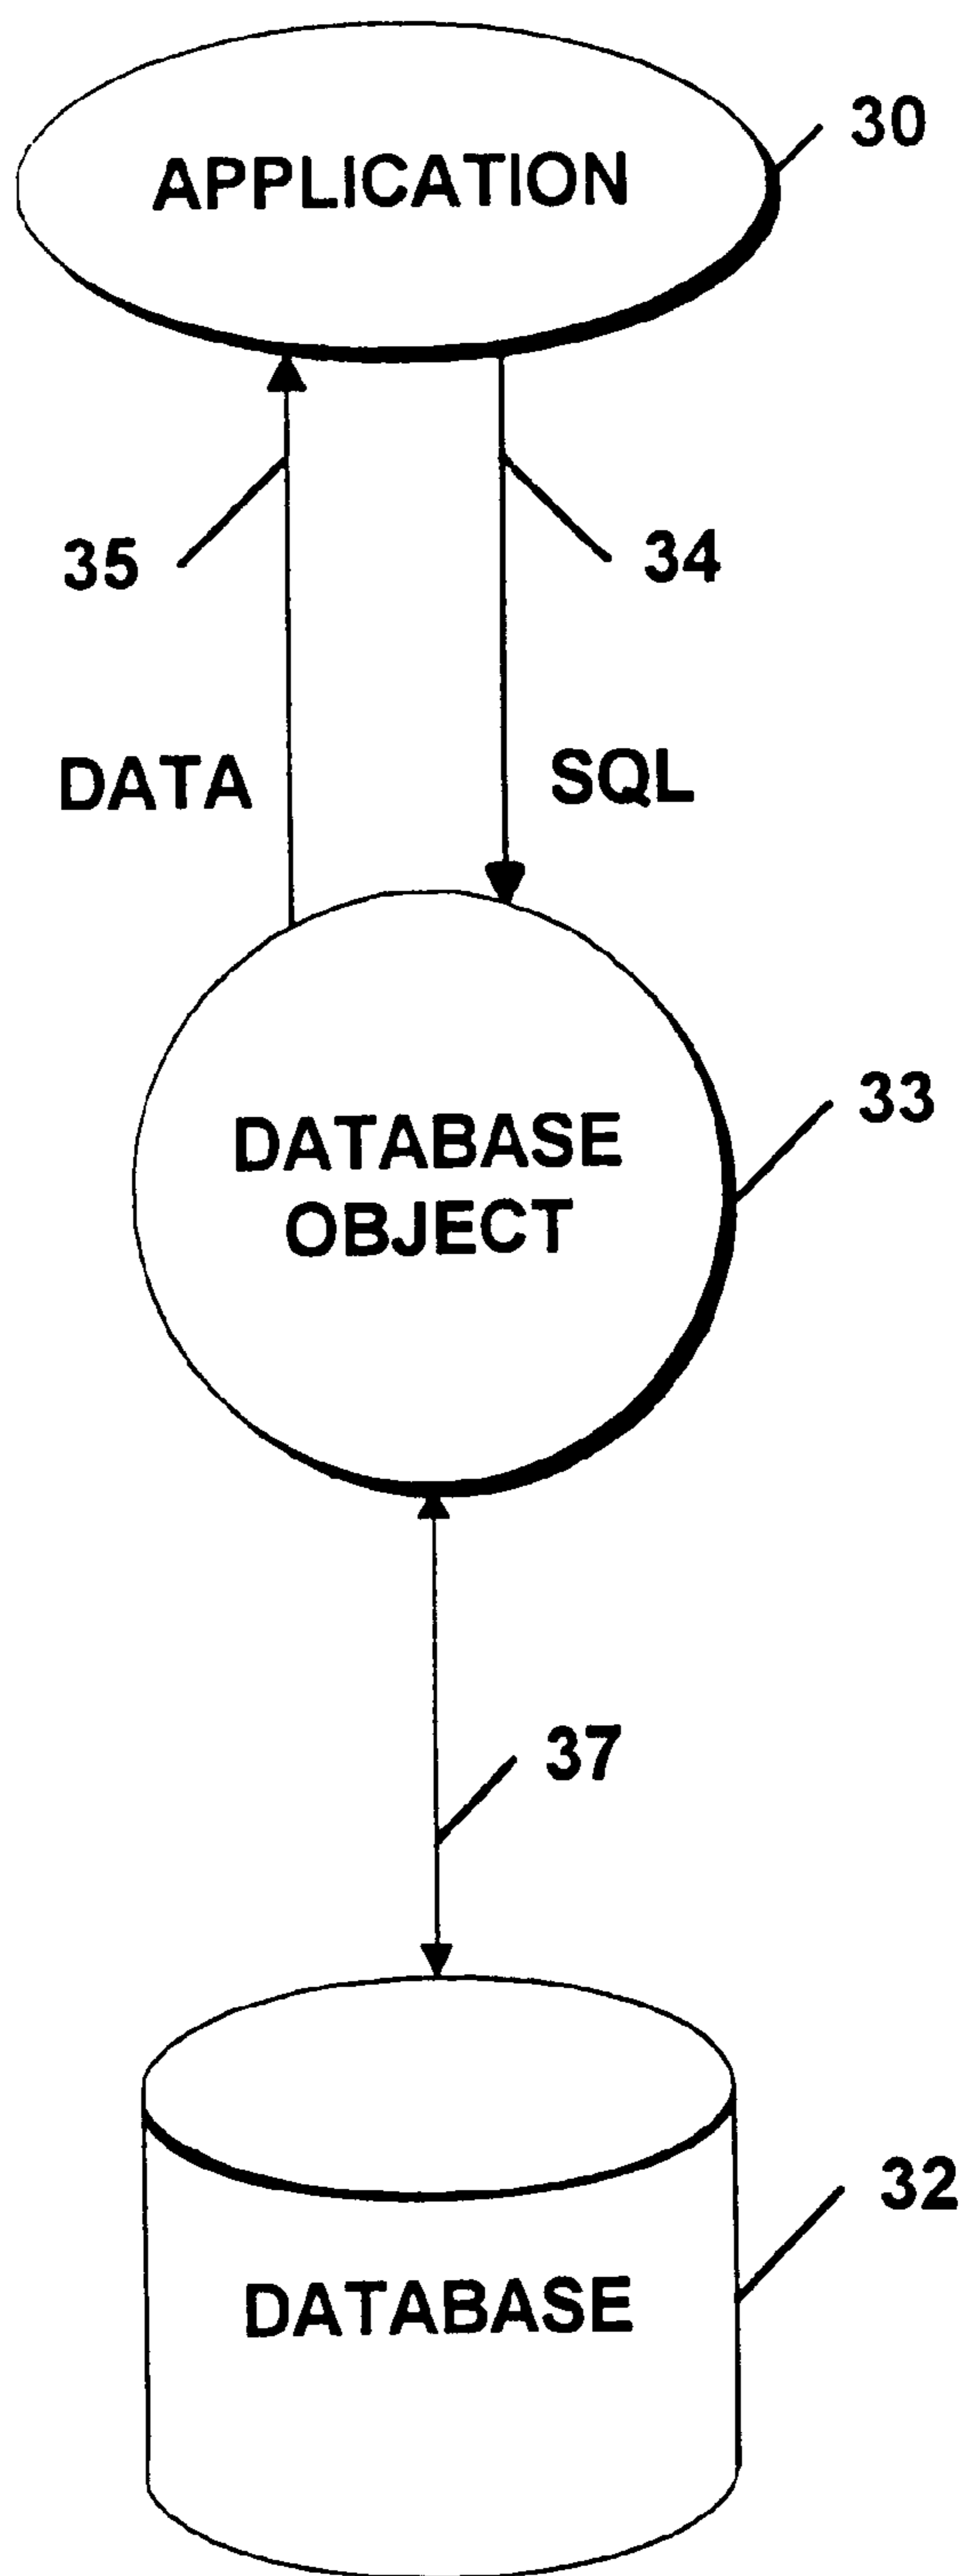 30
APPLICATION
35
34
DATA
SQL
33
DATABASE
OBJECT
37
32
DATABASE